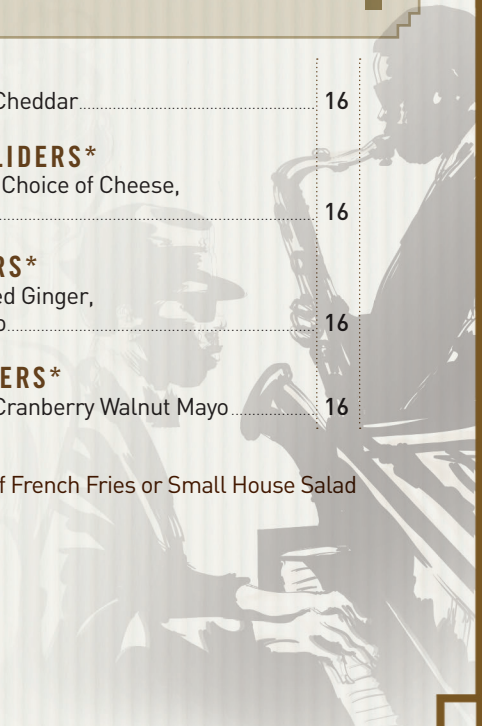 Cheddar 16
LIDERS*
Choice of Cheese,
16
RS*
ed Ginger,
o 16
ERS*
Cranberry Walnut Mayo 16
f French Fries or Small House Salad